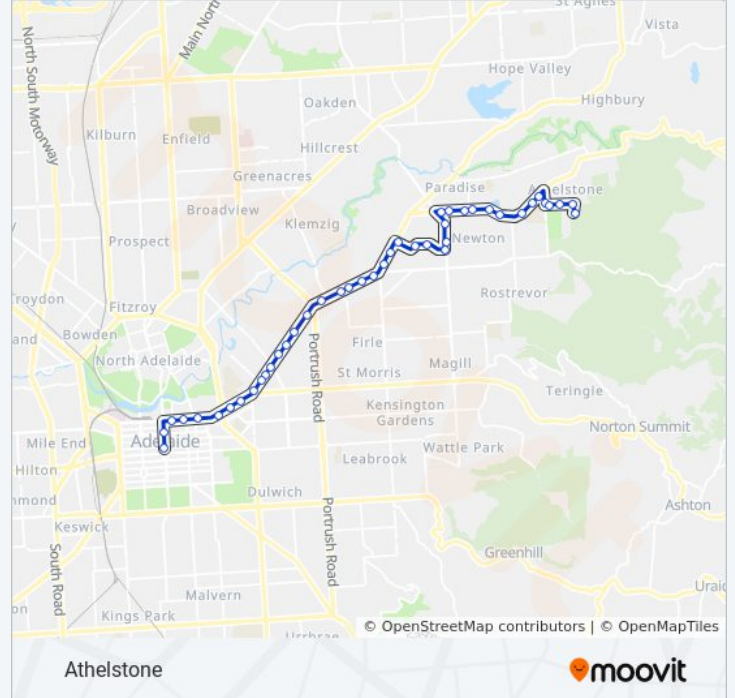 St Agnes
Vista
Main North
North South Motorway
Hope Valley
Oakden
Highbury
Kilburn
Enfield
Hillcrest
Greenacres
Paradise
Athelstone
Broadview
Klemzig
Newton
Prospect
Rostrevor
Croydon
Fitzroy
Bowden
Portrush Road
Firle
North Adelaide
St Morris
Magill
Teringie
Kensington
Gardens
Norton Summit
Mile End
Adelaide
Wattle Park
Hilton
Leabrook
Dulwich
Ashton
Keswick
Portrush Road
South Road
Greenhill
Malvern
Kings Park
© OpenStreetMap contributors | © OpenMapTiles
Athelstone
moovit